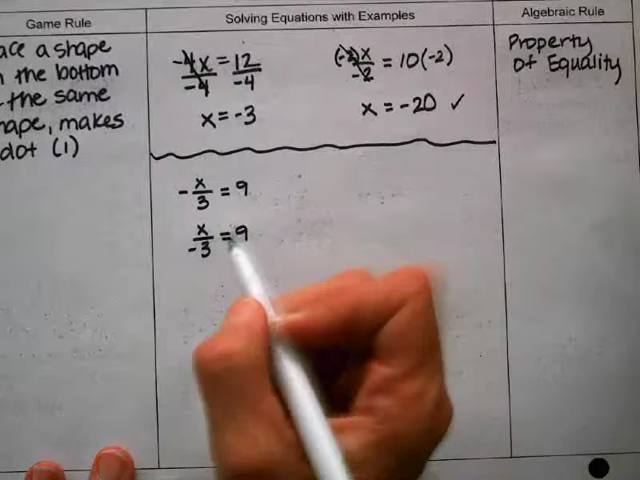 Game Rule
Solving Equations with Examples
Algebraic Rule
ace a shape
the bottom
the same
hape, makes
dot (1)
-4x = 12
-4 -4
x = -3
(-2) x = 10(-2)
-2
x = -20 ✓
Property
of Equality
- x/3 = 9
x/-3 = 9